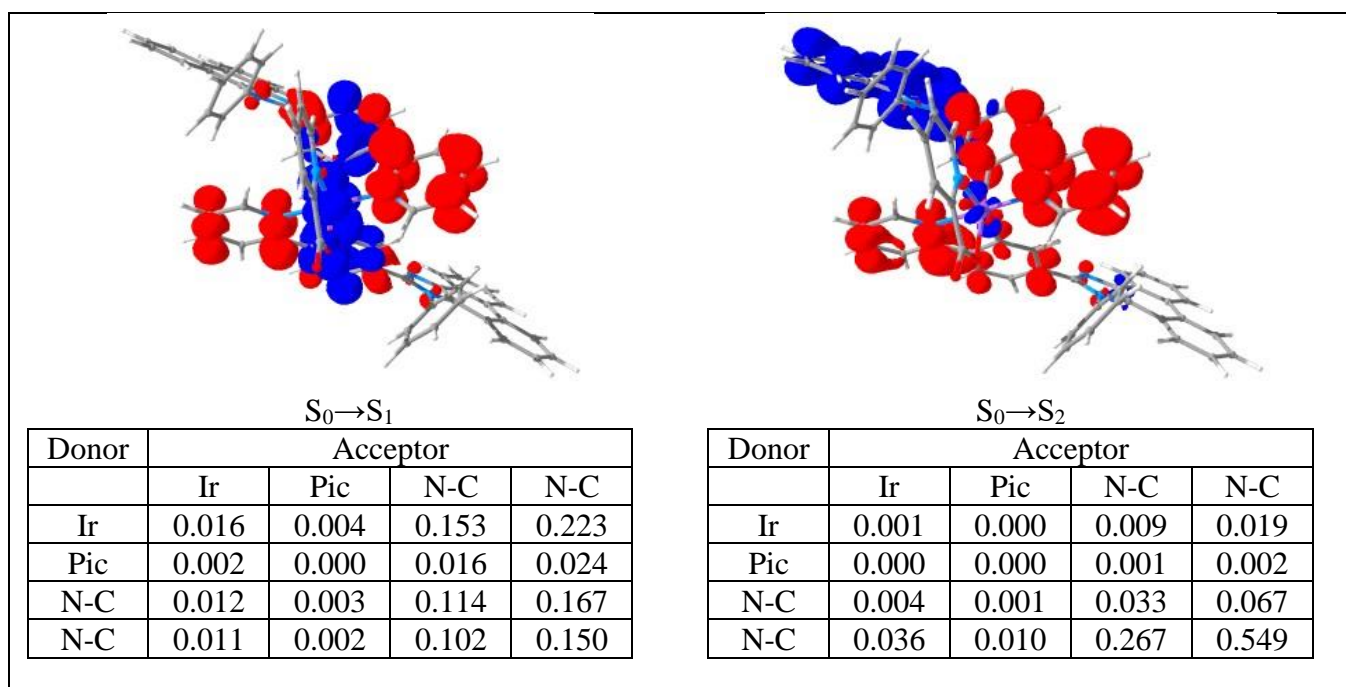 S₀→S₁
Donor Acceptor
Ir Pic N-C N-C
Ir 0.016 0.004 0.153 0.223
Pic 0.002 0.000 0.016 0.024
N-C 0.012 0.003 0.114 0.167
N-C 0.011 0.002 0.102 0.150
S₀→S₂
Donor Acceptor
Ir Pic N-C N-C
Ir 0.001 0.000 0.009 0.019
Pic 0.000 0.000 0.001 0.002
N-C 0.004 0.001 0.033 0.067
N-C 0.036 0.010 0.267 0.549